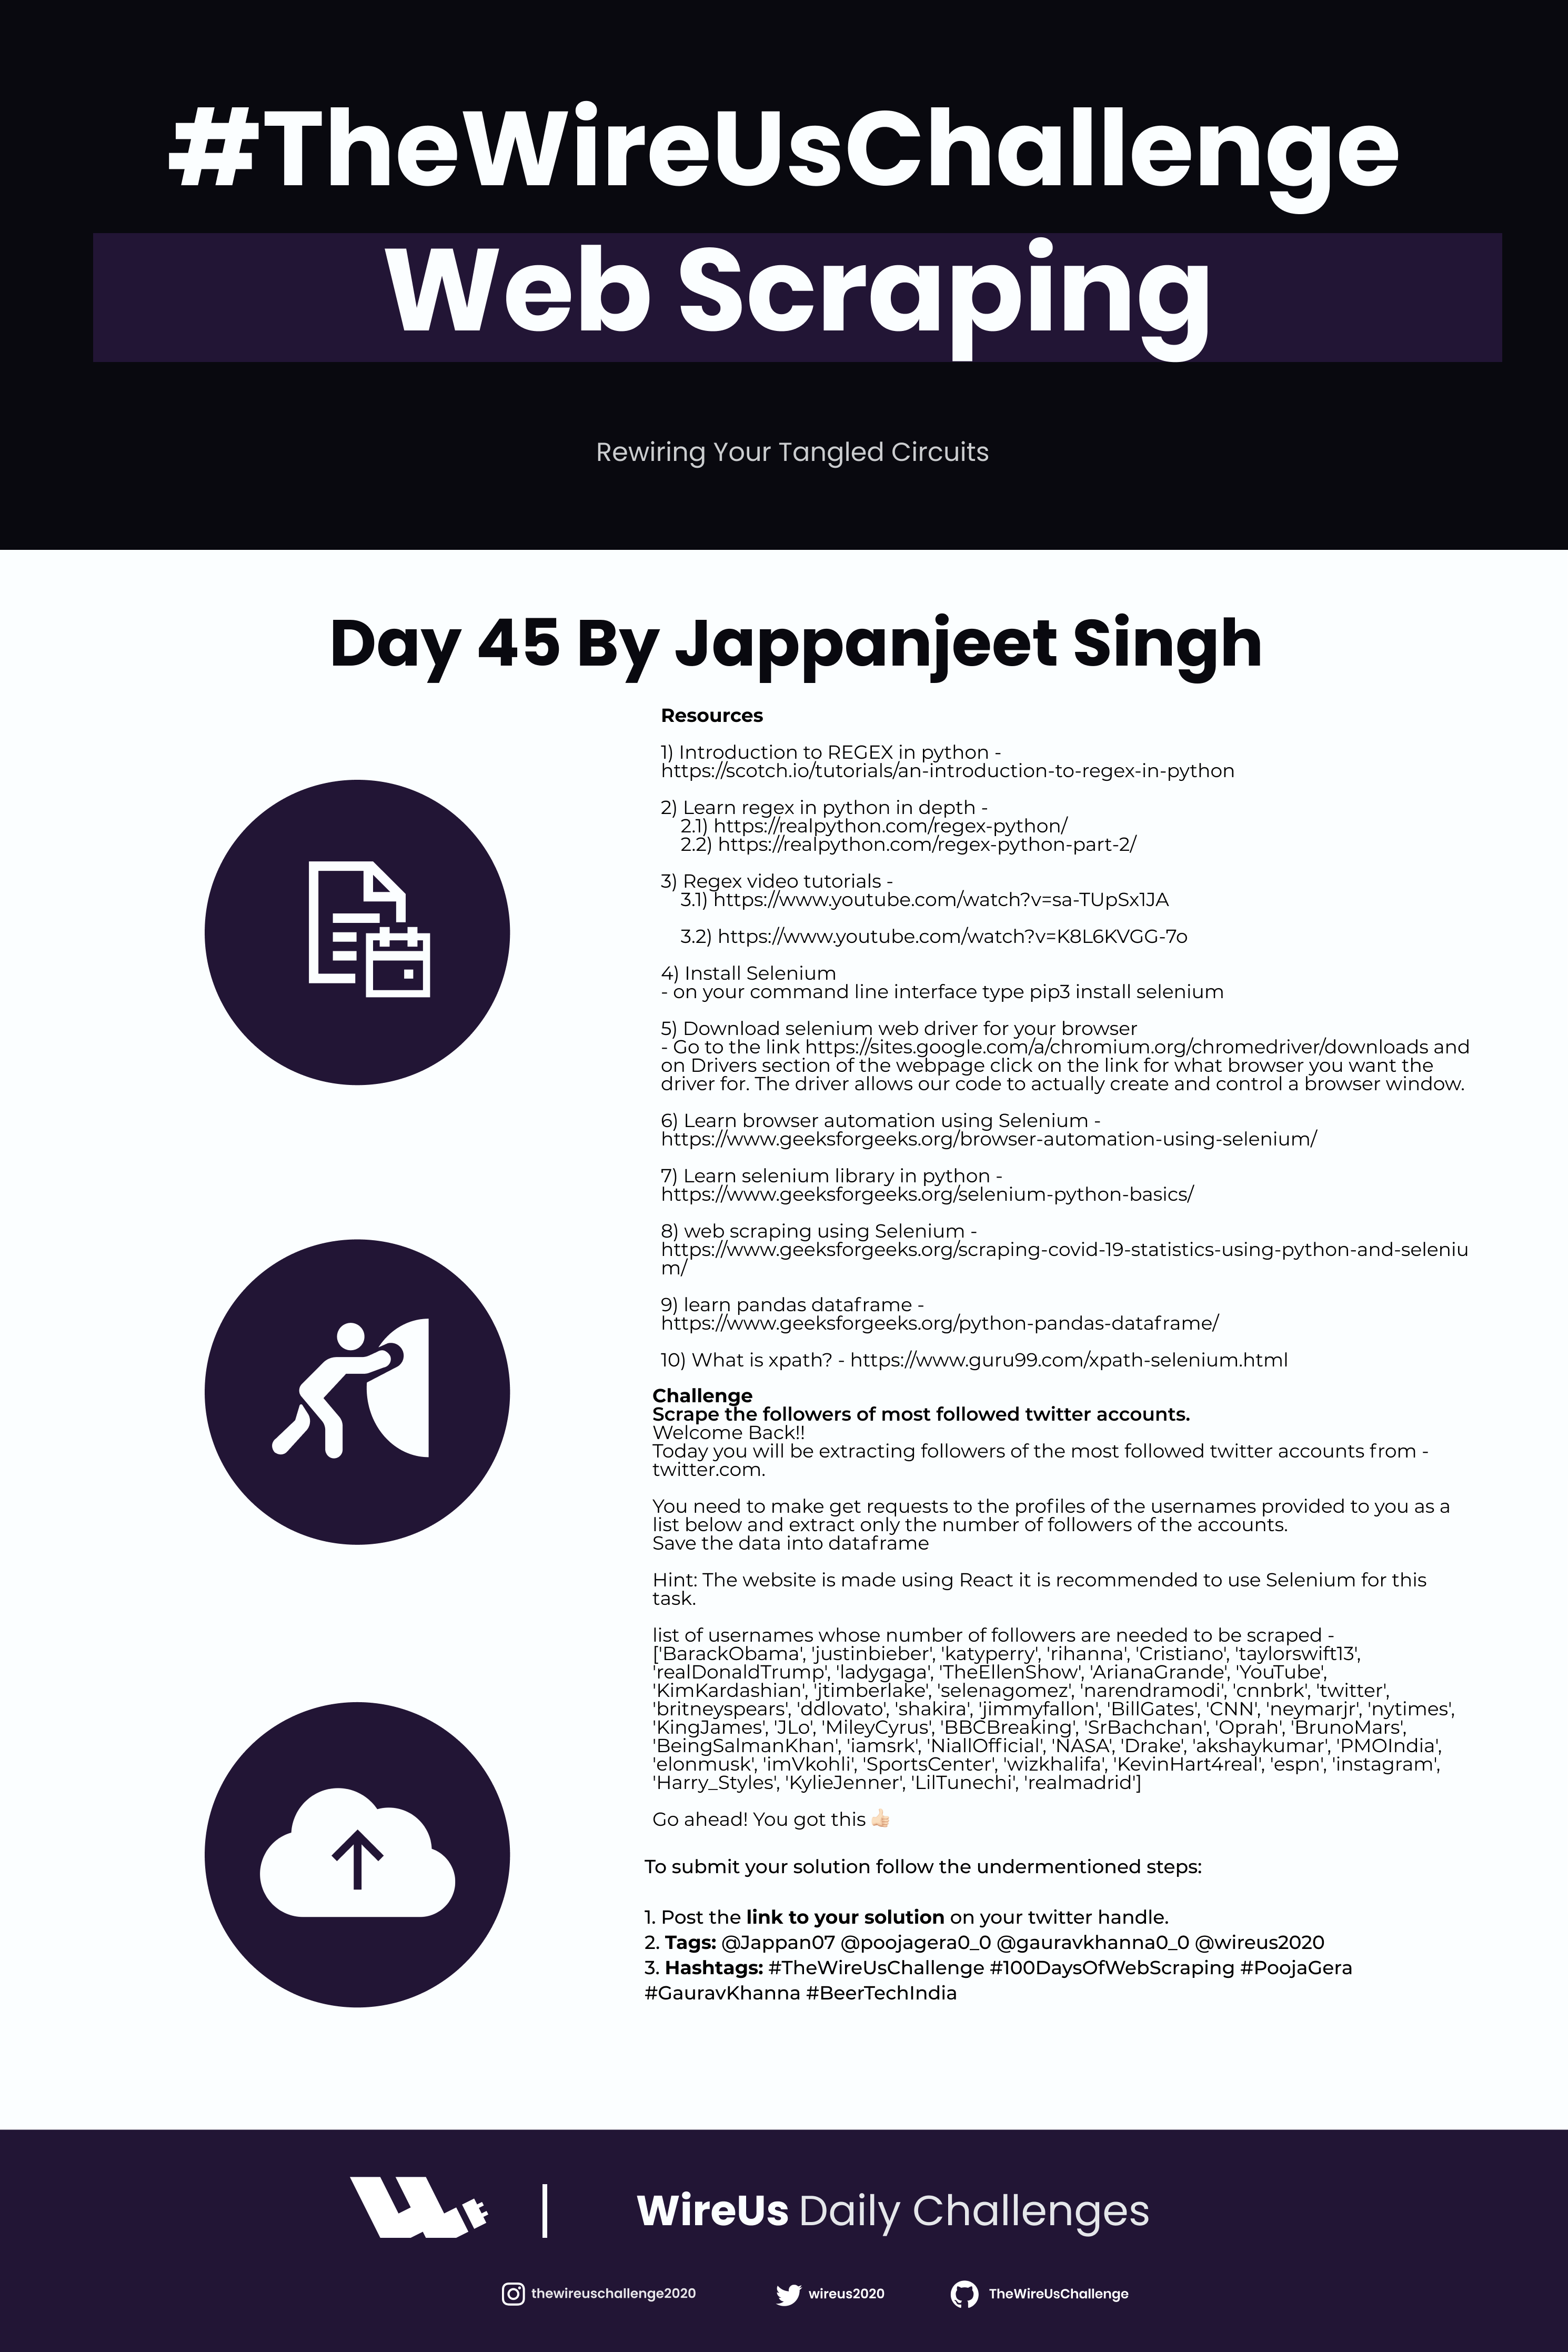 #TheWireUsChallenge
Web Scraping
Rewiring Your Tangled Circuits
Day 45 By Jappanjeet Singh
Resources
1) Introduction to REGEX in python -
https://scotch.io/tutorials/an-introduction-to-regex-in-python
2) Learn regex in python in depth -
2.1) https://realpython.com/regex-python/
2.2) https://realpython.com/regex-python-part-2/
3) Regex video tutorials -
3.1) https://www.youtube.com/watch?v=sa-TUpSx1JA
3.2) https://www.youtube.com/watch?v=K8L6KVGG-7o
4) Install Selenium
- on your command line interface type pip3 install selenium
5) Download selenium web driver for your browser
- Go to the link https://sites.google.com/a/chromium.org/chromedriver/downloads and
on Drivers section of the webpage click on the link for what browser you want the
driver for. The driver allows our code to actually create and control a browser window.
6) Learn browser automation using Selenium -
https://www.geeksforgeeks.org/browser-automation-using-selenium/
7) Learn selenium library in python -
https://www.geeksforgeeks.org/selenium-python-basics/
8) web scraping using Selenium -
https://www.geeksforgeeks.org/scraping-covid-19-statistics-using-python-and-seleniu
m/
9) learn pandas dataframe -
https://www.geeksforgeeks.org/python-pandas-dataframe/
10) What is xpath? - https://www.guru99.com/xpath-selenium.html
Challenge
Scrape the followers of most followed twitter accounts.
Welcome Back!!
Today you will be extracting followers of the most followed twitter accounts from -
twitter.com.
You need to make get requests to the profiles of the usernames provided to you as a
list below and extract only the number of followers of the accounts.
Save the data into dataframe
Hint: The website is made using React it is recommended to use Selenium for this
task.
list of usernames whose number of followers are needed to be scraped -
['BarackObama', 'justinbieber', 'katyperry', 'rihanna', 'Cristiano', 'taylorswift13',
'realDonaldTrump', 'ladygaga', 'TheEllenShow', 'ArianaGrande', 'YouTube',
'KimKardashian', 'jtimberlake', 'selenagomez', 'narendramodi', 'cnnbrk', 'twitter',
'britneyspears', 'ddlovato', 'shakira', 'jimmyfallon', 'BillGates', 'CNN', 'neymarjr', 'nytimes',
'KingJames', 'JLo', 'MileyCyrus', 'BBCBreaking', 'SrBachchan', 'Oprah', 'BrunoMars',
'BeingSalmanKhan', 'iamsrk', 'NiallOfficial', 'NASA', 'Drake', 'akshaykumar', 'PMOIndia',
'elonmusk', 'imVkohli', 'SportsCenter', 'wizkhalifa', 'KevinHart4real', 'espn', 'instagram',
'Harry_Styles', 'KylieJenner', 'LilTunechi', 'realmadrid']
Go ahead! You got this 👍🏻
To submit your solution follow the undermentioned steps:
1. Post the link to your solution on your twitter handle.
2. Tags: @Jappan07 @poojagera0_0 @gauravkhanna0_0 @wireus2020
3. Hashtags: #TheWireUsChallenge #100DaysOfWebScraping #PoojaGera
#GauravKhanna #BeerTechIndia
WireUs Daily Challenges
thewireuschallenge2020 wireus2020 TheWireUsChallenge